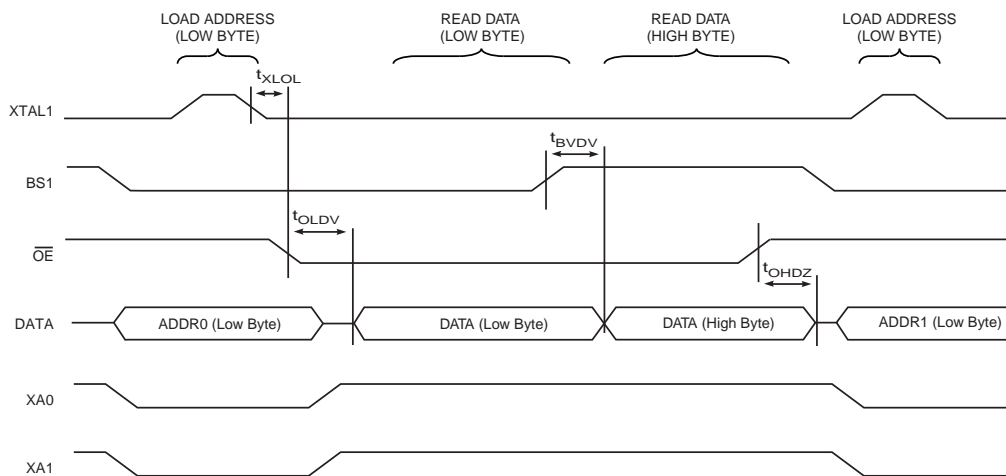 LOAD ADDRESS
(LOW BYTE)
READ DATA
(LOW BYTE)
READ DATA
(HIGH BYTE)
LOAD ADDRESS
(LOW BYTE)
tXLOL
XTAL1
tBVDV
BS1
tOLDV
OE
tOHDZ
DATA
ADDR0 (Low Byte)
DATA (Low Byte)
DATA (High Byte)
ADDR1 (Low Byte)
XA0
XA1